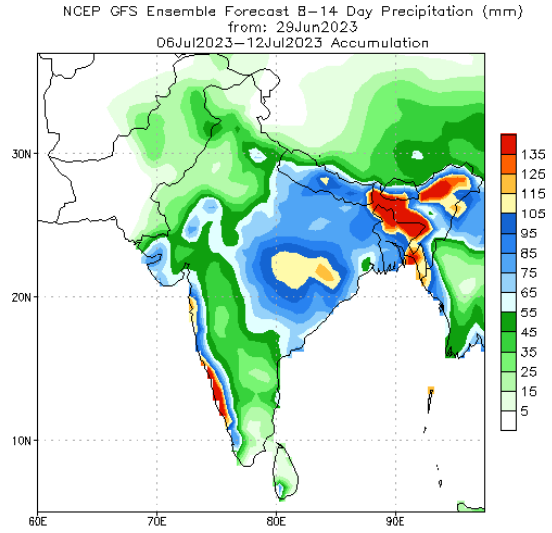 NCEP GFS Ensemble Forecast 8-14 Day Precipitation (mm)
from: 29Jun2023
06Jul2023-12Jul2023 Accumulation
30N
20N
10N
60E
70E
80E
90E
135
125
115
105
95
85
75
65
55
45
35
25
15
5